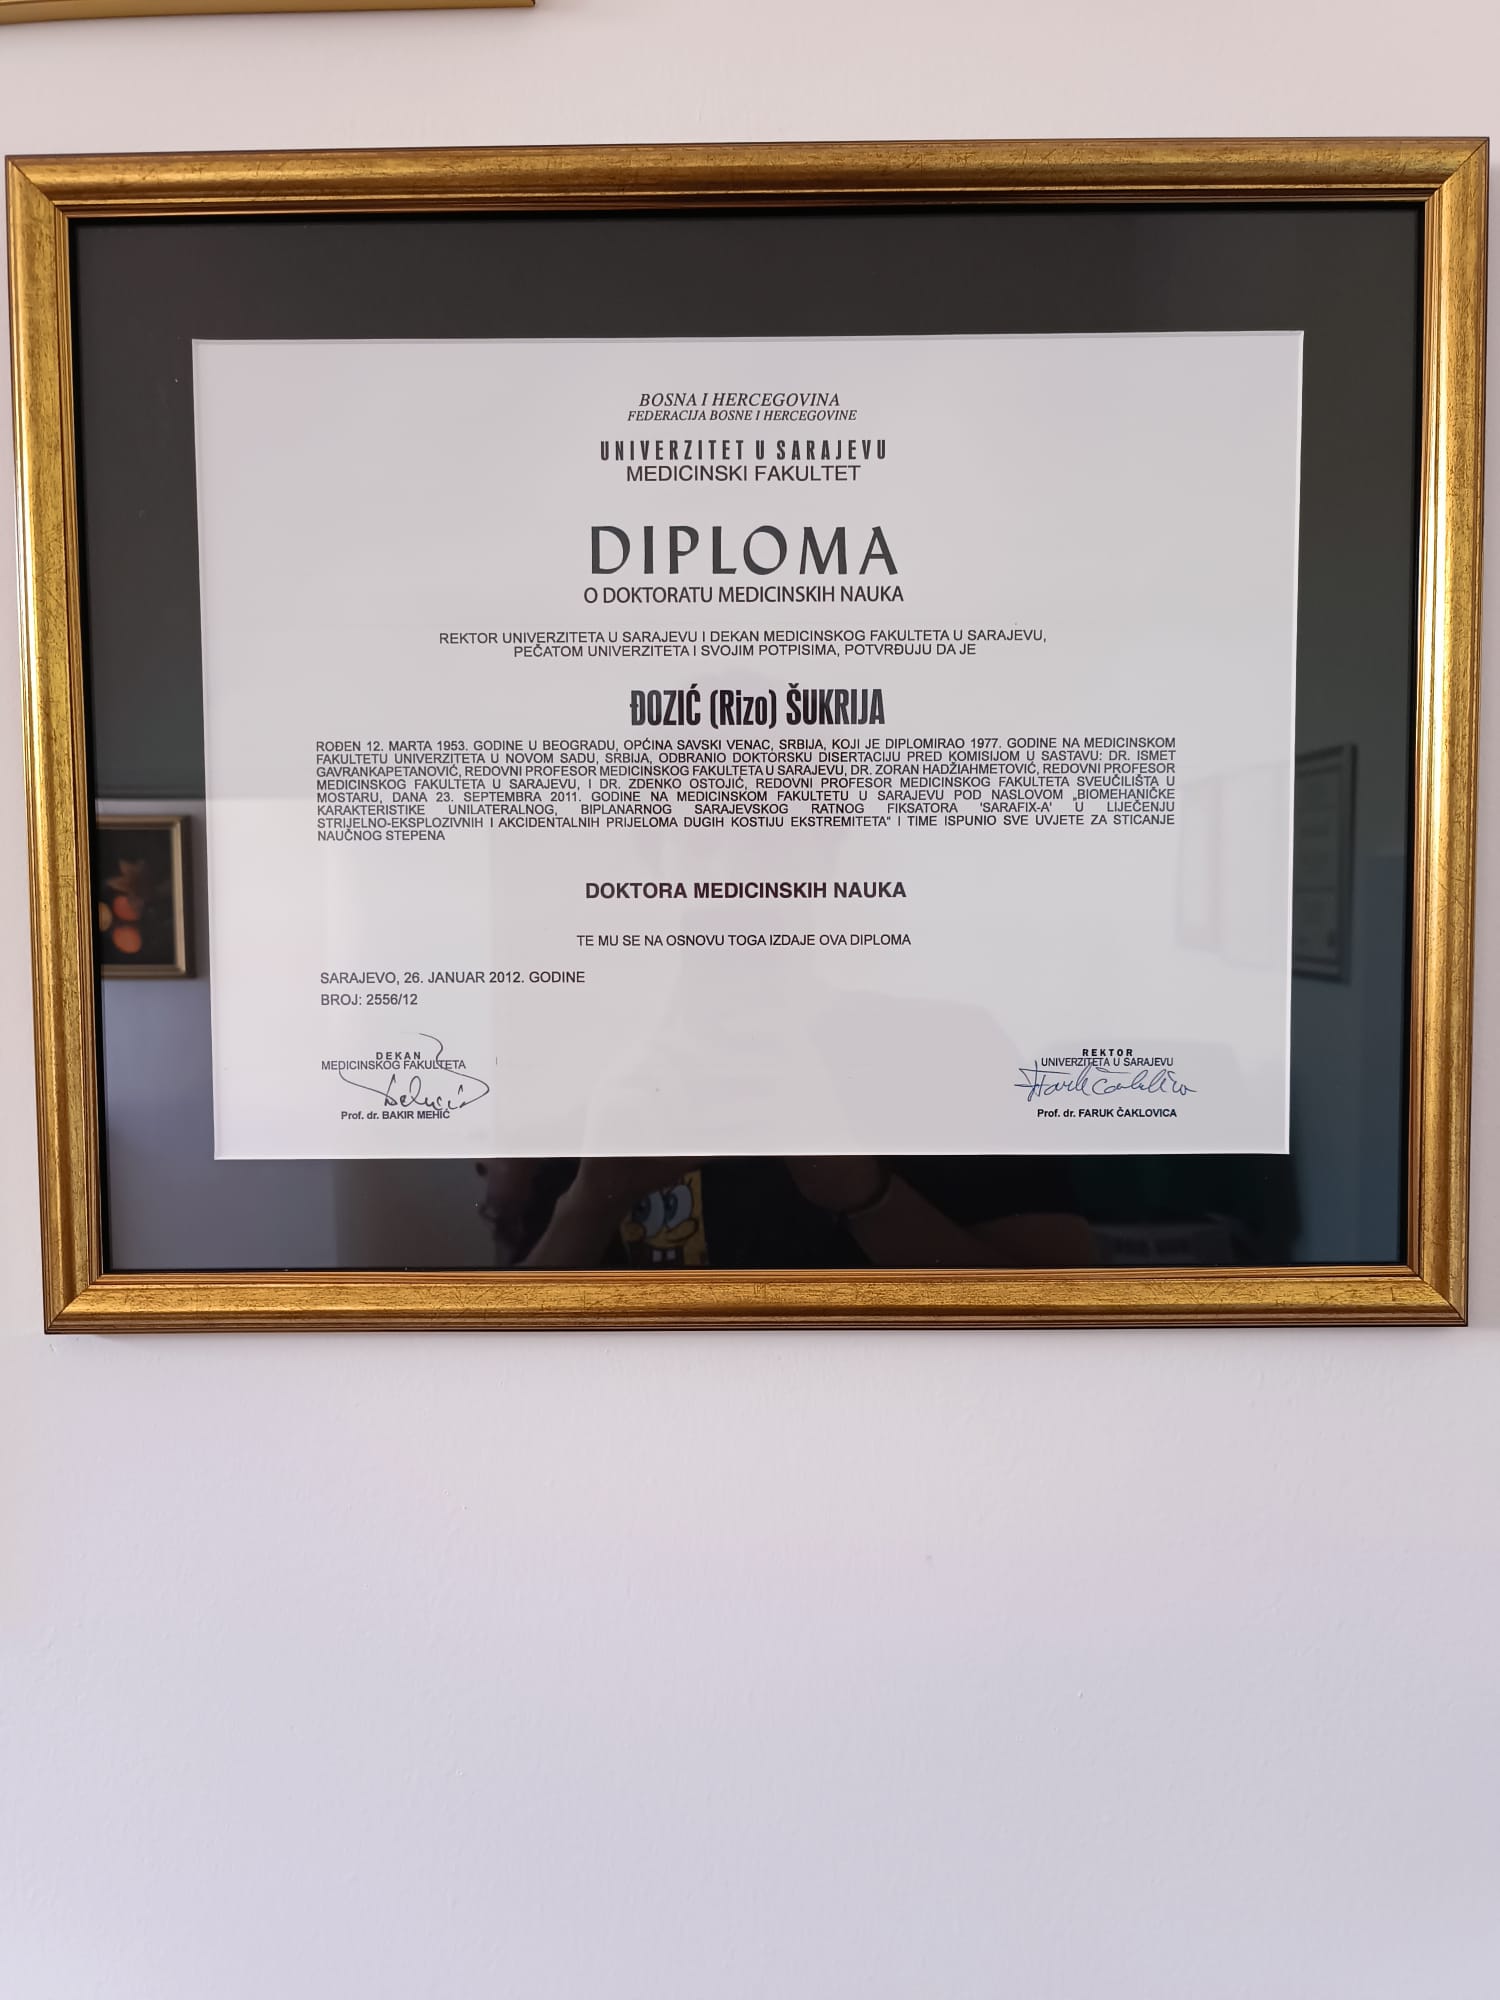 BOSNA I HERCEGOVINA
FEDERACIJA BOSNE I HERCEGOVINE
UNIVERZITET U SARAJEVU
MEDICINSKI FAKULTET
DIPLOMA
O DOKTORATU MEDICINSKIH NAUKA
REKTOR UNIVERZITETA U SARAJEVU I DEKAN MEDICINSKOG FAKULTETA U SARAJEVU,
PEČATOM UNIVERZITETA I SVOJIM POTPISIMA, POTVRĐUJU DA JE
ĐOZIĆ (Rizo) ŠUKRIJA
ROĐEN 12. MARTA 1953. GODINE U BEOGRADU, OPĆINA SAVSKI VENAC, SRBIJA, KOJI JE DIPLOMIRAO 1977. GODINE NA MEDICINSKOM
FAKULTETU UNIVERZITETA U NOVOM SADU, SRBIJA, ODBRANIO DOKTORSKU DISERTACIJU PRED KOMISIJOM U SASTAVU: DR. ISMET
GAVRANKAPETANOVIĆ, REDOVNI PROFESOR MEDICINSKOG FAKULTETA U SARAJEVU, DR. ZORAN HADŽIAHMETOVIĆ, REDOVNI PROFESOR
MEDICINSKOG FAKULTETA U SARAJEVU, I DR. ZDENKO OSTOJIĆ, REDOVNI PROFESOR MEDICINSKOG FAKULTETA SVEUČILIŠTA U
MOSTARU, DANA 23. SEPTEMBRA 2011. GODINE NA MEDICINSKOM FAKULTETU U SARAJEVU POD NASLOVOM „BIOMEHANIČKE
KARAKTERISTIKE UNILATERALNOG, BIPLANARNOG SARAJEVSKOG RATNOG FIKSATORA 'SARAFIX-A' U LIJEČENJU
STRIJELNO-EKSPLOZIVNIH I AKCIDENTALNIH PRIJELOMA DUGIH KOSTIJU EKSTREMITETA“ I TIME ISPUNIO SVE UVJETE ZA STICANJE
NAUČNOG STEPENA
DOKTORA MEDICINSKIH NAUKA
TE MU SE NA OSNOVU TOGA IZDAJE OVA DIPLOMA
SARAJEVO, 26. JANUAR 2012. GODINE
BROJ: 2556/12
DEKAN
MEDICINSKOG FAKULTETA
Prof. dr. BAKIR MEHIĆ
REKTOR
UNIVERZITETA U SARAJEVU
Prof. dr. FARUK ČAKLOVICA